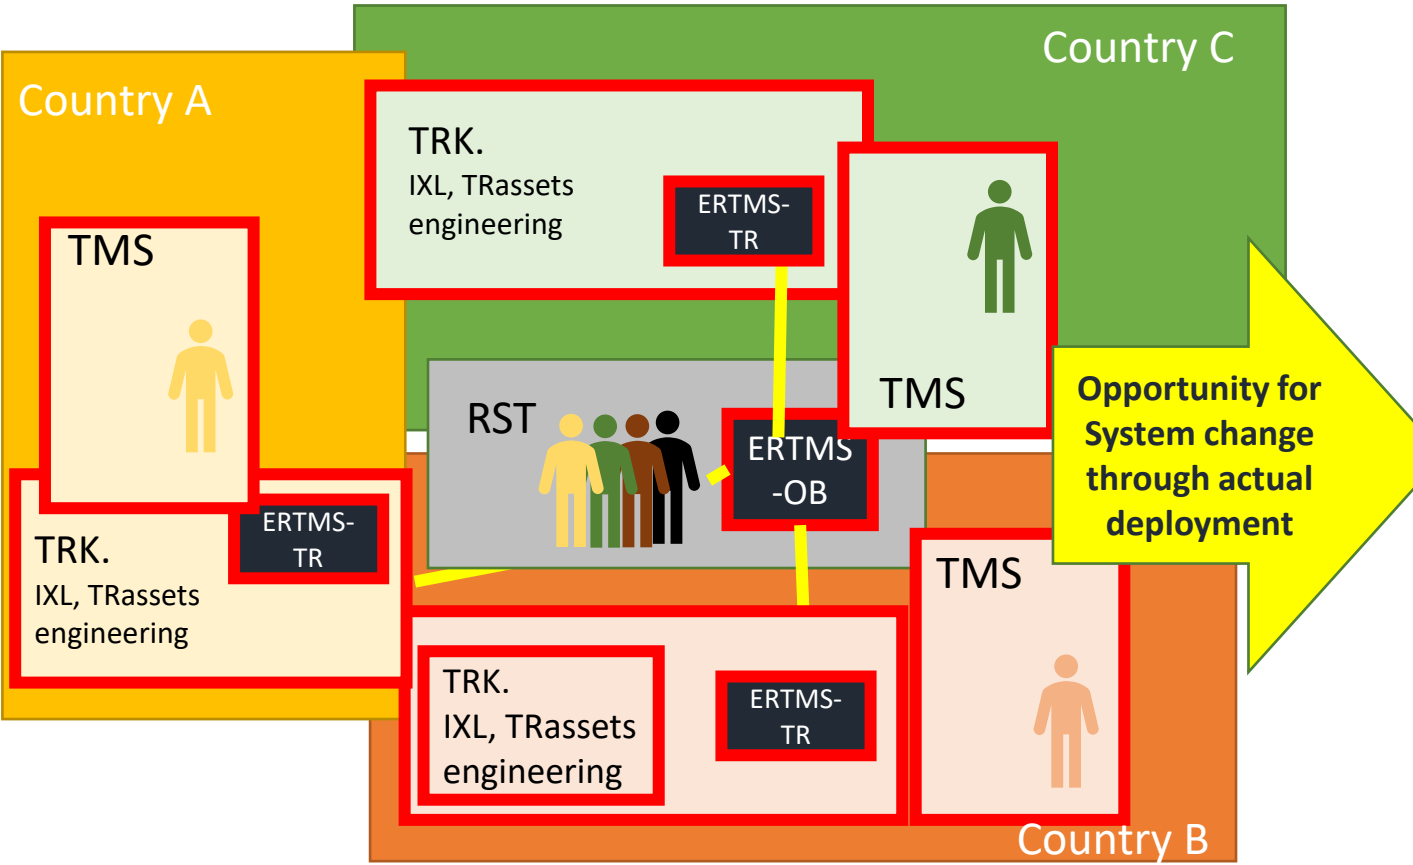 Country C
Country A
TRK.
IXL, TRassets
engineering
ERTMS-
TR
TMS
TMS
RST
ERTMS
-OB
Opportunity for
System change
through actual
deployment
ERTMS-
TR
TRK.
IXL, TRassets
engineering
TMS
TRK.
IXL, TRassets
engineering
ERTMS-
TR
Country B